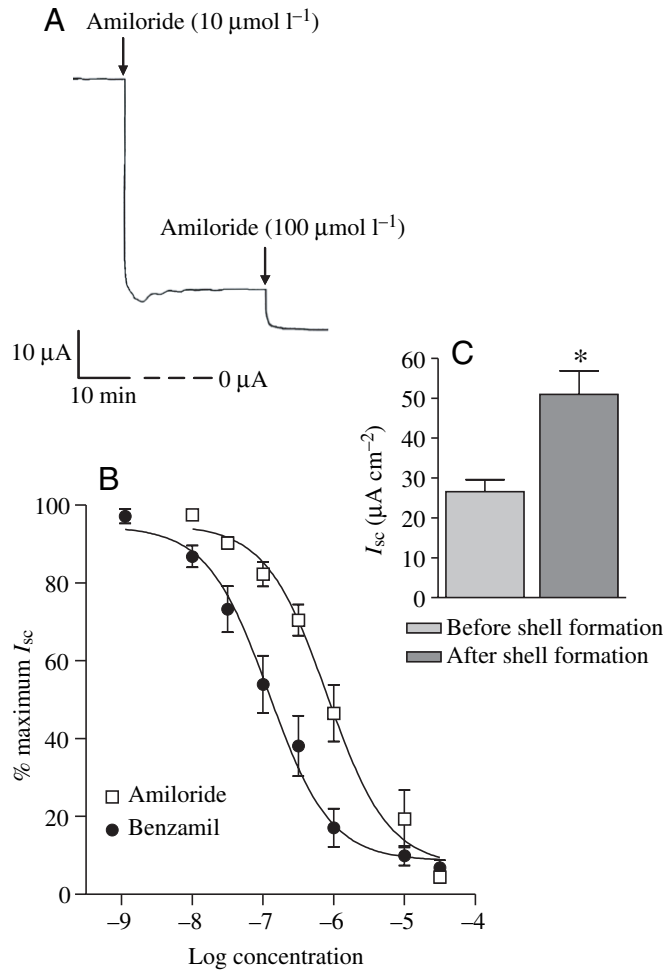 A
Amiloride (10 μmol l⁻¹)
Amiloride (100 μmol l⁻¹)
10 μA
10 min
0 μA
C
60
50
40
30
20
10
0
*
Isc (μA cm⁻²)
Before shell formation
After shell formation
B
100
80
60
40
20
0
% maximum Isc
Amiloride
Benzamil
–9
–8
–7
–6
–5
–4
Log concentration